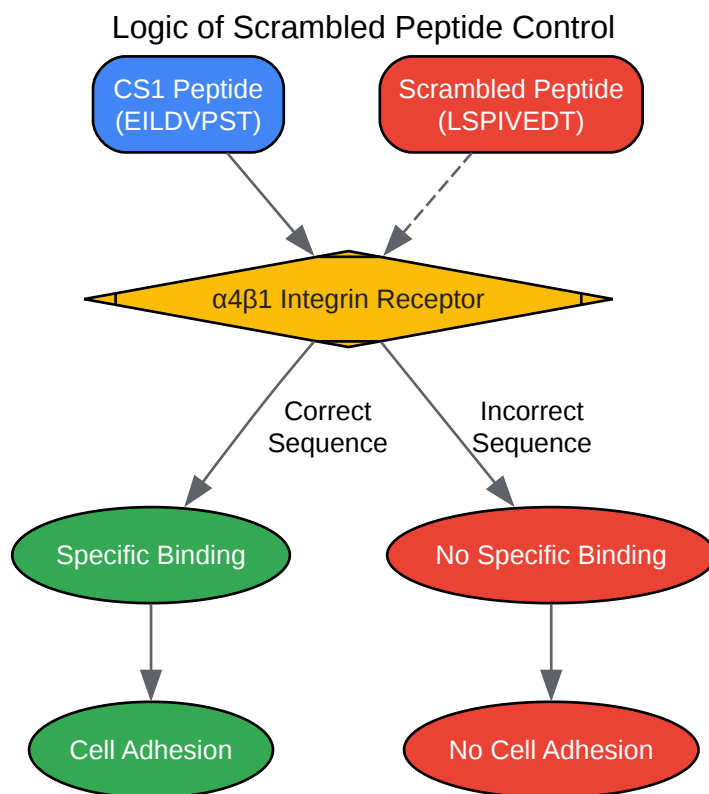 Logic of Scrambled Peptide Control
CS1 Peptide
(EILDVPST)
Scrambled Peptide
(LSPIVEDT)
α4β1 Integrin Receptor
Correct
Sequence
Incorrect
Sequence
Specific Binding
No Specific Binding
Cell Adhesion
No Cell Adhesion